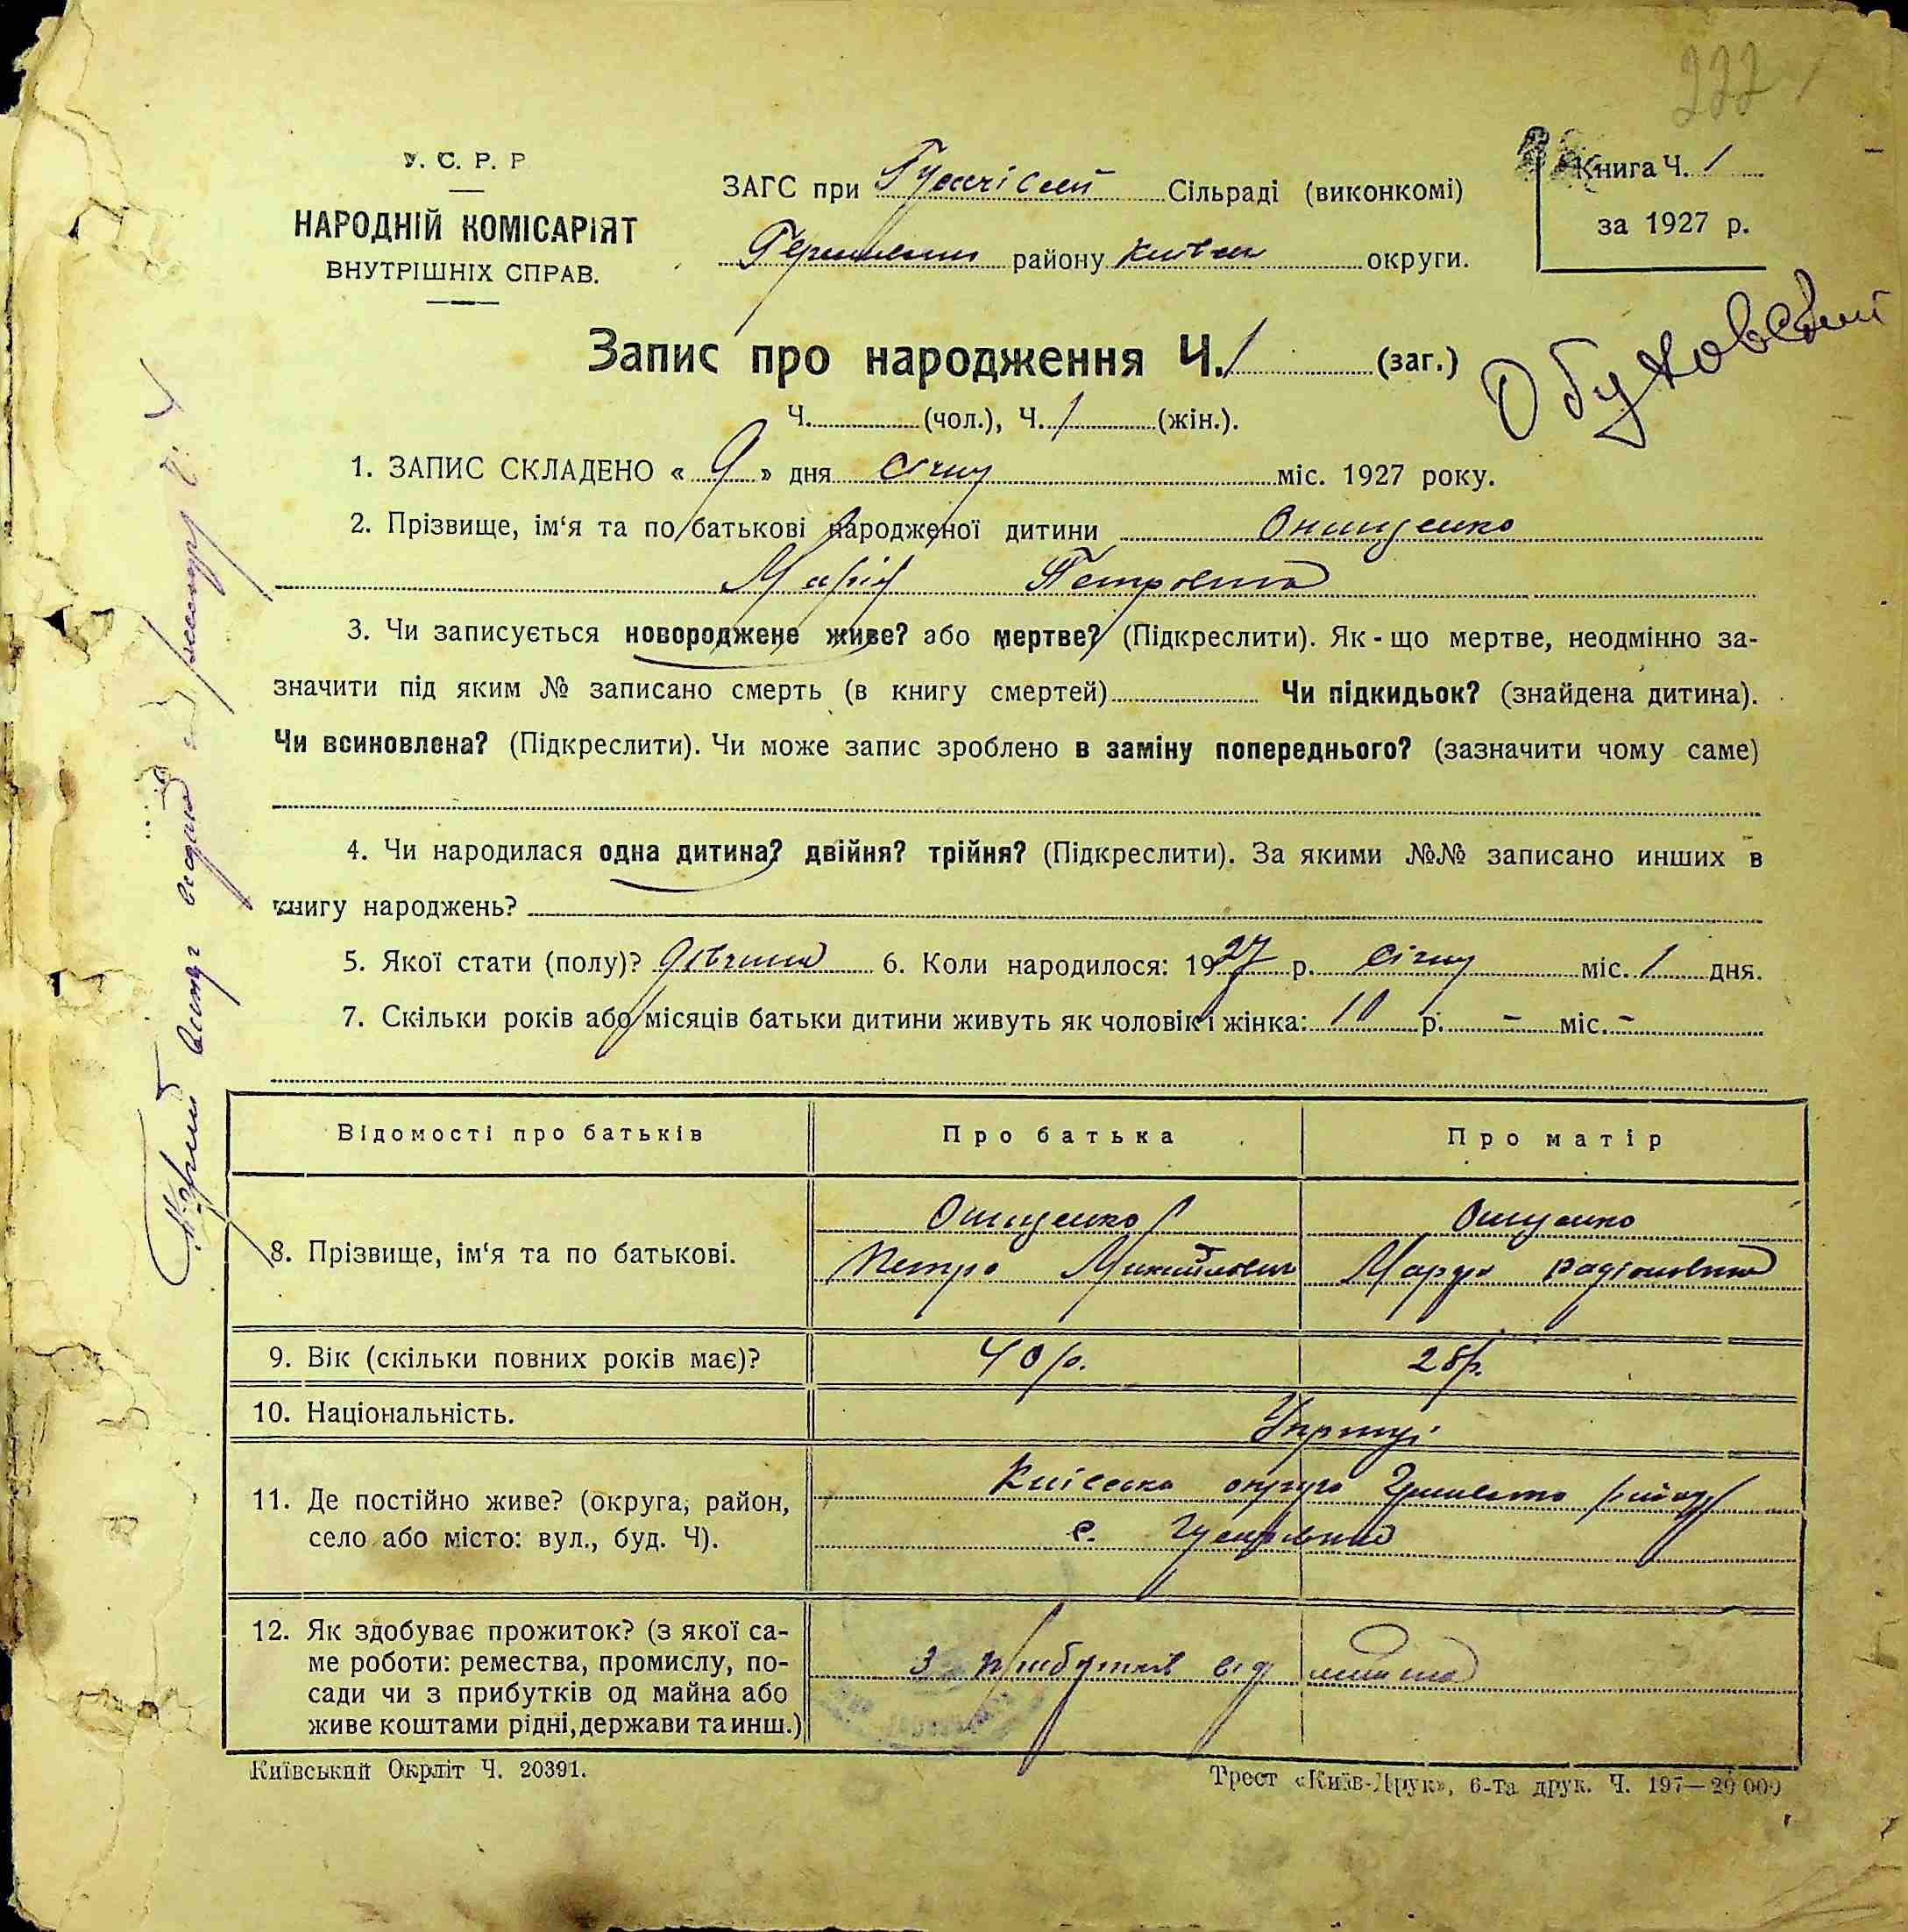 У. С. Р. Р
НАРОДНІЙ КОМІСАРІЯТ
ВНУТРІШНІХ СПРАВ.
ЗАГС при Сільраді (виконкомі)
району округи.
Книга Ч. 1
за 1927 р.
Обуховский
Запис про народження Ч. 1 (заг.)
Ч. (чол.), Ч. 1 (жін.).
1. ЗАПИС СКЛАДЕНО « 9 » дня січня міс. 1927 року.
2. Прізвище, ім‘я та по батькові народженої дитини Онищенко
Марія Петровна
3. Чи записується новороджене живе? або мертве? (Підкреслити). Як-що мертве, неодмінно за-
значити під яким № записано смерть (в книгу смертей) Чи підкидьок? (знайдена дитина).
Чи всиновлена? (Підкреслити). Чи може запис зроблено в заміну попереднього? (зазначити чому саме)
4. Чи народилася одна дитина? двійня? трійня? (Підкреслити). За якими №№ записано инших в
книгу народжень?
5. Якої стати (полу)? дівчина 6. Коли народилося: 1927 р. січня міс. 1 дня.
7. Скільки років або місяців батьки дитини живуть як чоловік і жінка: 10 р. - міс. -
Відомості про батьків Про батька Про матір
8. Прізвище, ім‘я та по батькові.
Онищенко Онищенко
Петро Михайлович Марія Радіоновна
9. Вік (скільки повних років має)? 40 р. 28 р.
10. Національність. Українці
11. Де постійно живе? (округа, район,
село або місто: вул., буд. Ч).
Київська округа району
с.
12. Як здобуває прожиток? (з якої са-
ме роботи: ремества, промислу, по-
сади чи з прибутків од майна або
живе коштами рідні, держави та инш.)
З прибутків від майна
Київський Окрліт Ч. 20391.
Трест «Київ-Друк», 6-та друк. Ч. 197—20 000